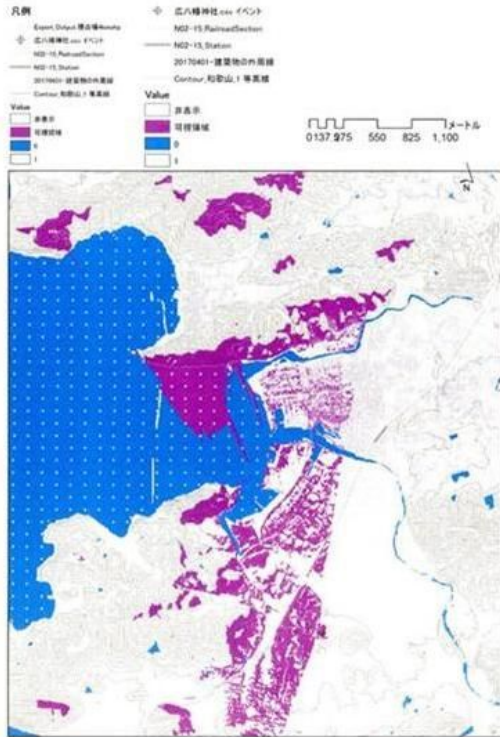 凡例
広八幡神社.csv イベント
N02-15_RailroadSection
N02-15_Station
20170401-建築物の外周線
Contour_和歌山_1 等高線
Value
非表示
可視領域
0
1
広八幡神社.csv イベント
N02-15_RailroadSection
N02-15_Station
20170401-建築物の外周線
Contour_和歌山_1 等高線
Value
非表示
可視領域
0
1
メートル
0 137.5 275 550 825 1,100
N